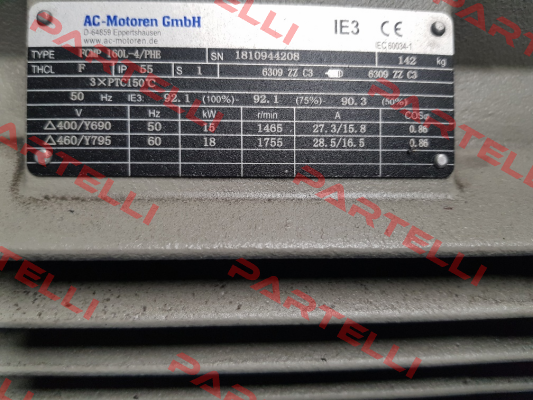 AC-Motoren GmbH
D-64859 Eppertshausen
www.ac-motoren.de
IE3 CE
IEC 60034-1
TYPE FCMP 160L-4/PHE SN 1810944208 142 kg
THCL F IP 55 S 1 6309 ZZ C3 6309 ZZ C3
3×PTC150℃
50 Hz IE3: 92.1 (100%)- 92.1 (75%)- 90.3 (50%)
V Hz kW r/min A COSφ
△400/Y690 50 15 1465 27.3/15.8 0.86
△460/Y795 60 18 1755 28.5/16.5 0.86
PARTELLI
PARTELLI
PARTELLI
PARTELLI
PARTELLI
PARTELLI